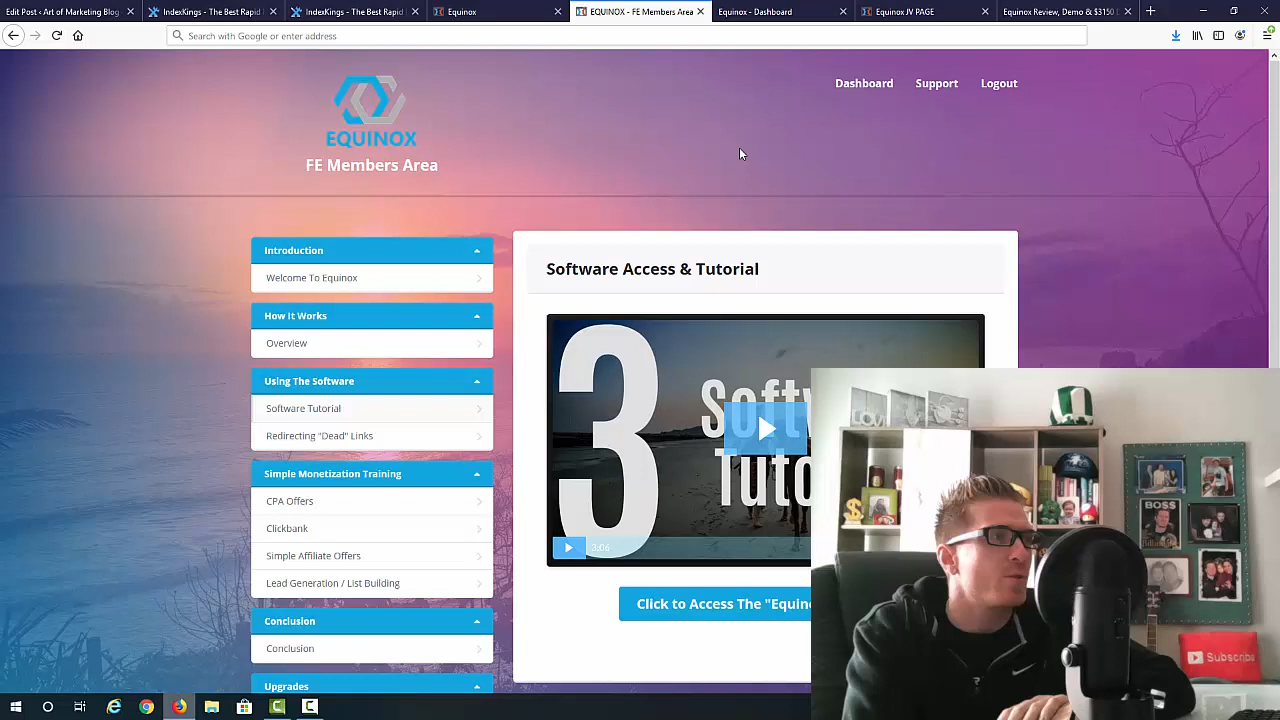 Edit Post ‹ Art of Marketing Blog
IndexKings - The Best Rapid
IndexKings - The Best Rapid
Equinox
EQUINOX - FE Members Area
Equinox - Dashboard
Equinox JV PAGE
Equinox Review, Demo & $3150
Search with Google or enter address
EQUINOX
FE Members Area
Dashboard
Support
Logout
Introduction
Welcome To Equinox
How It Works
Overview
Using The Software
Software Tutorial
Redirecting "Dead" Links
Simple Monetization Training
CPA Offers
Clickbank
Simple Affiliate Offers
Lead Generation / List Building
Conclusion
Conclusion
Upgrades
Software Access & Tutorial
3
Softw
Tuto
3:06
Click to Access The "Equin
BOSS
Subscribe